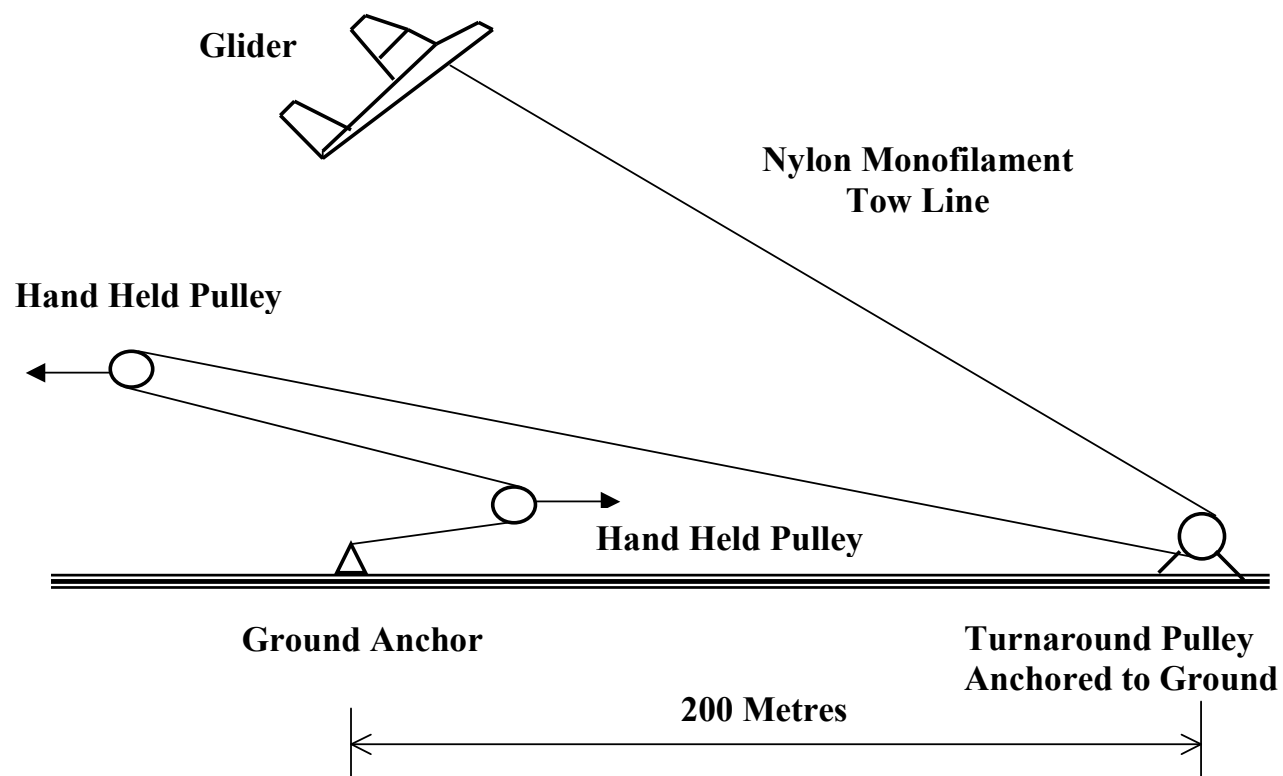 Glider
Nylon Monofilament
Tow Line
Hand Held Pulley
Hand Held Pulley
Ground Anchor
Turnaround Pulley
Anchored to Ground
200 Metres